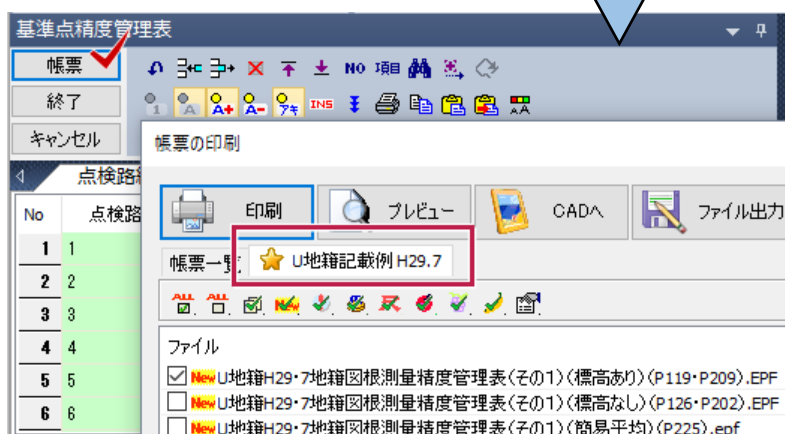 基準点精度管理表
帳票
NO 項目
終了
1 A A+ A- アキ INS
キャンセル
帳票の印刷
点検路
印刷 プレビュー CADへ ファイル出力
No 点検路
帳票一覧 U地籍記載例 H29.7
1 1
2 2
ALL ALL New
3 3
4 4
ファイル
5 5
New U地籍H29・7地籍図根測量精度管理表(その1)(標高あり)(P119・P209).EPF
6 6
New U地籍H29・7地籍図根測量精度管理表(その1)(標高なし)(P126・P202).EPF
New U地籍H29・7地籍図根測量精度管理表(その1)(簡易平均)(P225).epf